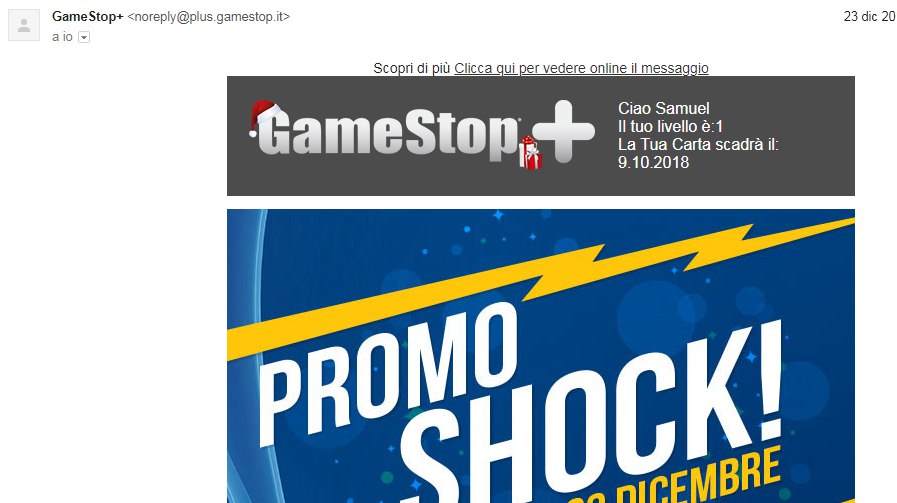 GameStop+ <noreply@plus.gamestop.it>
23 dic 20
a io
Scopri di più Clicca qui per vedere online il messaggio
GameStop+
Ciao Samuel
Il tuo livello è:1
La Tua Carta scadrà il:
9.10.2018
PROMO
SHOCK!
DICEMBRE